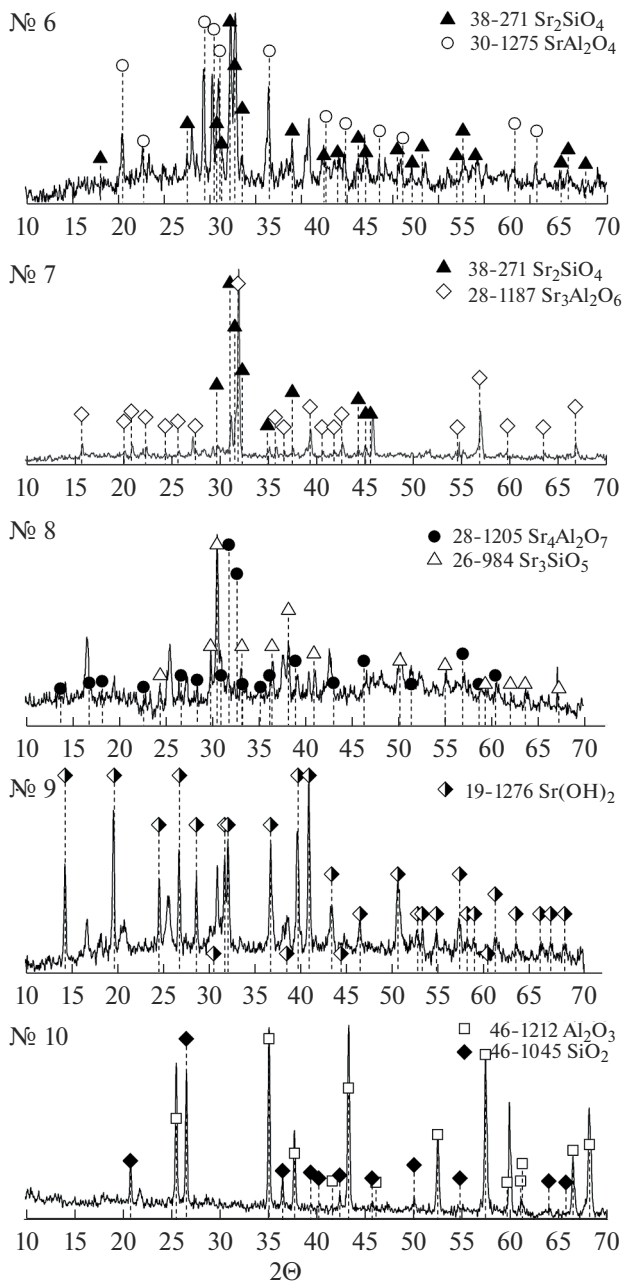 № 6
38-271 Sr₂SiO₄
30-1275 SrAl₂O₄
10 15 20 25 30 35 40 45 50 55 60 65 70
№ 7
38-271 Sr₂SiO₄
28-1187 Sr₃Al₂O₆
10 15 20 25 30 35 40 45 50 55 60 65 70
№ 8
28-1205 Sr₄Al₂O₇
26-984 Sr₃SiO₅
10 15 20 25 30 35 40 45 50 55 60 65 70
№ 9
19-1276 Sr(OH)₂
10 15 20 25 30 35 40 45 50 55 60 65 70
№ 10
46-1212 Al₂O₃
46-1045 SiO₂
10 15 20 25 30 35 40 45 50 55 60 65 70
2Θ